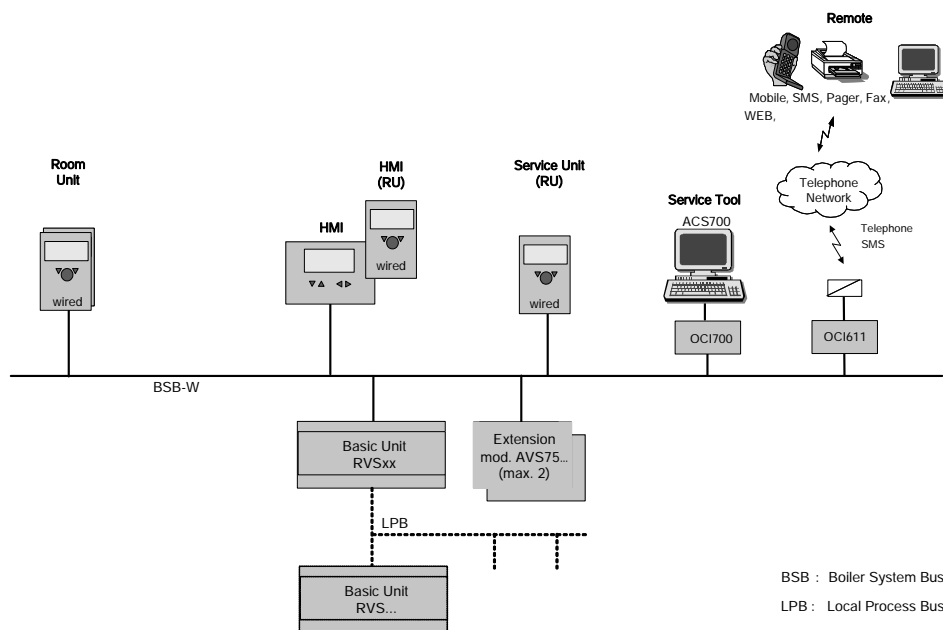 Remote
Mobile, SMS, Pager, Fax,
WEB,
Room
Unit
HMI
(RU)
Service Unit
(RU)
Telephone
Network
Service Tool
ACS700
HMI
Telephone
SMS
wired
wired
wired
OCI700
OCI611
BSB-W
Basic Unit
RVSxx
Extension
mod. AVS75...
(max. 2)
LPB
Basic Unit
RVS...
BSB : Boiler System Bus
LPB : Local Process Bus